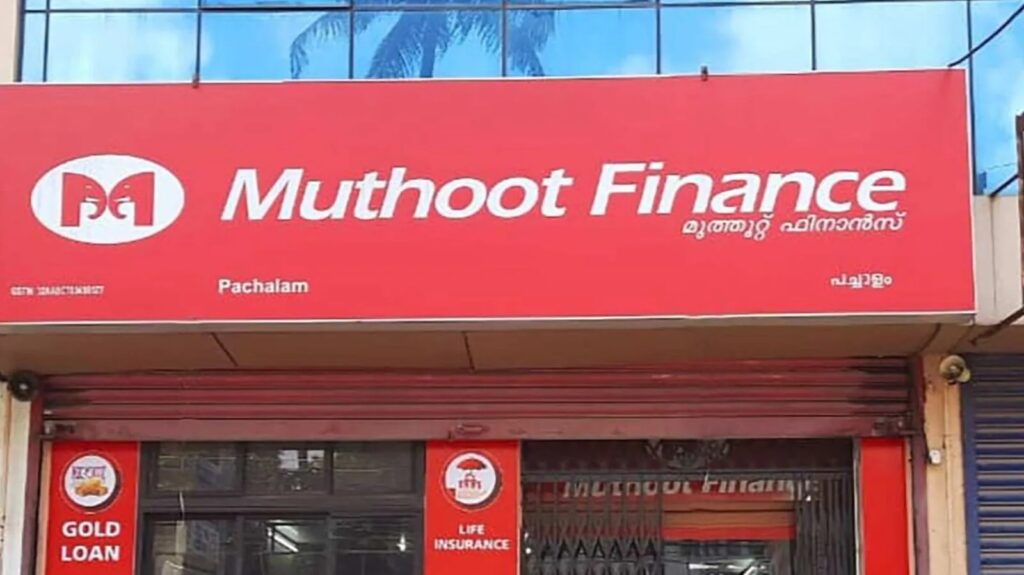 Muthoot Finance
മുത്തൂറ്റ് ഫിനാൻസ്
Pachalam
പച്ചാളം
GOLD
LOAN
LIFE
INSURANCE
Muthoot Finance